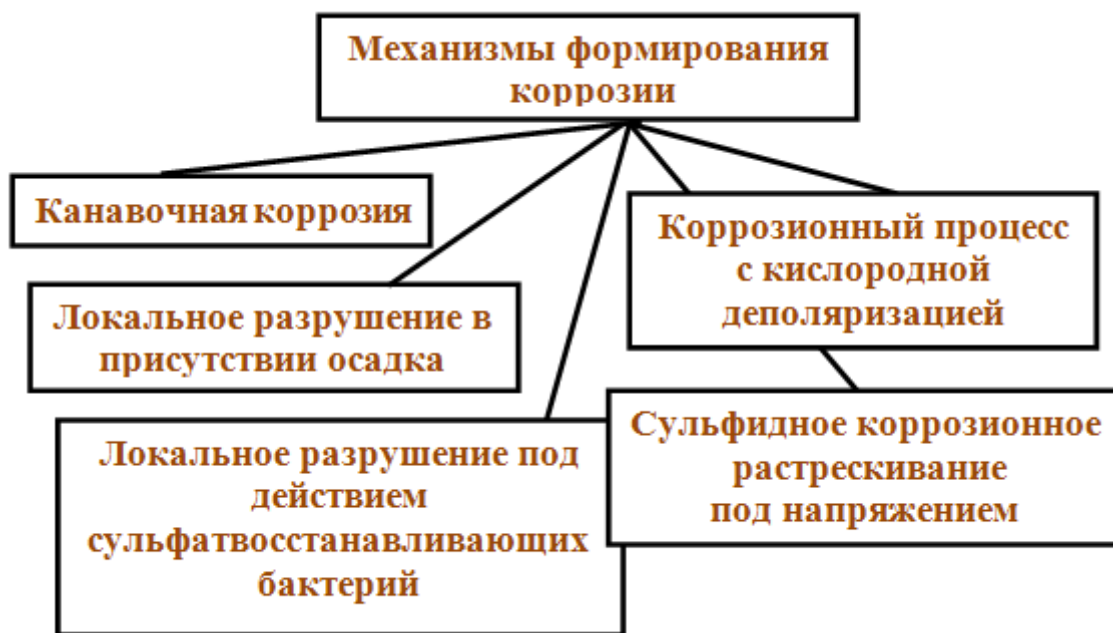 Механизмы формирования
коррозии
Канавочная коррозия
Локальное разрушение в
присутствии осадка
Локальное разрушение под
действием
сульфатвосстанавливающих
бактерий
Коррозионный процесс
с кислородной
деполяризацией
Сульфидное коррозионное
растрескивание
под напряжением